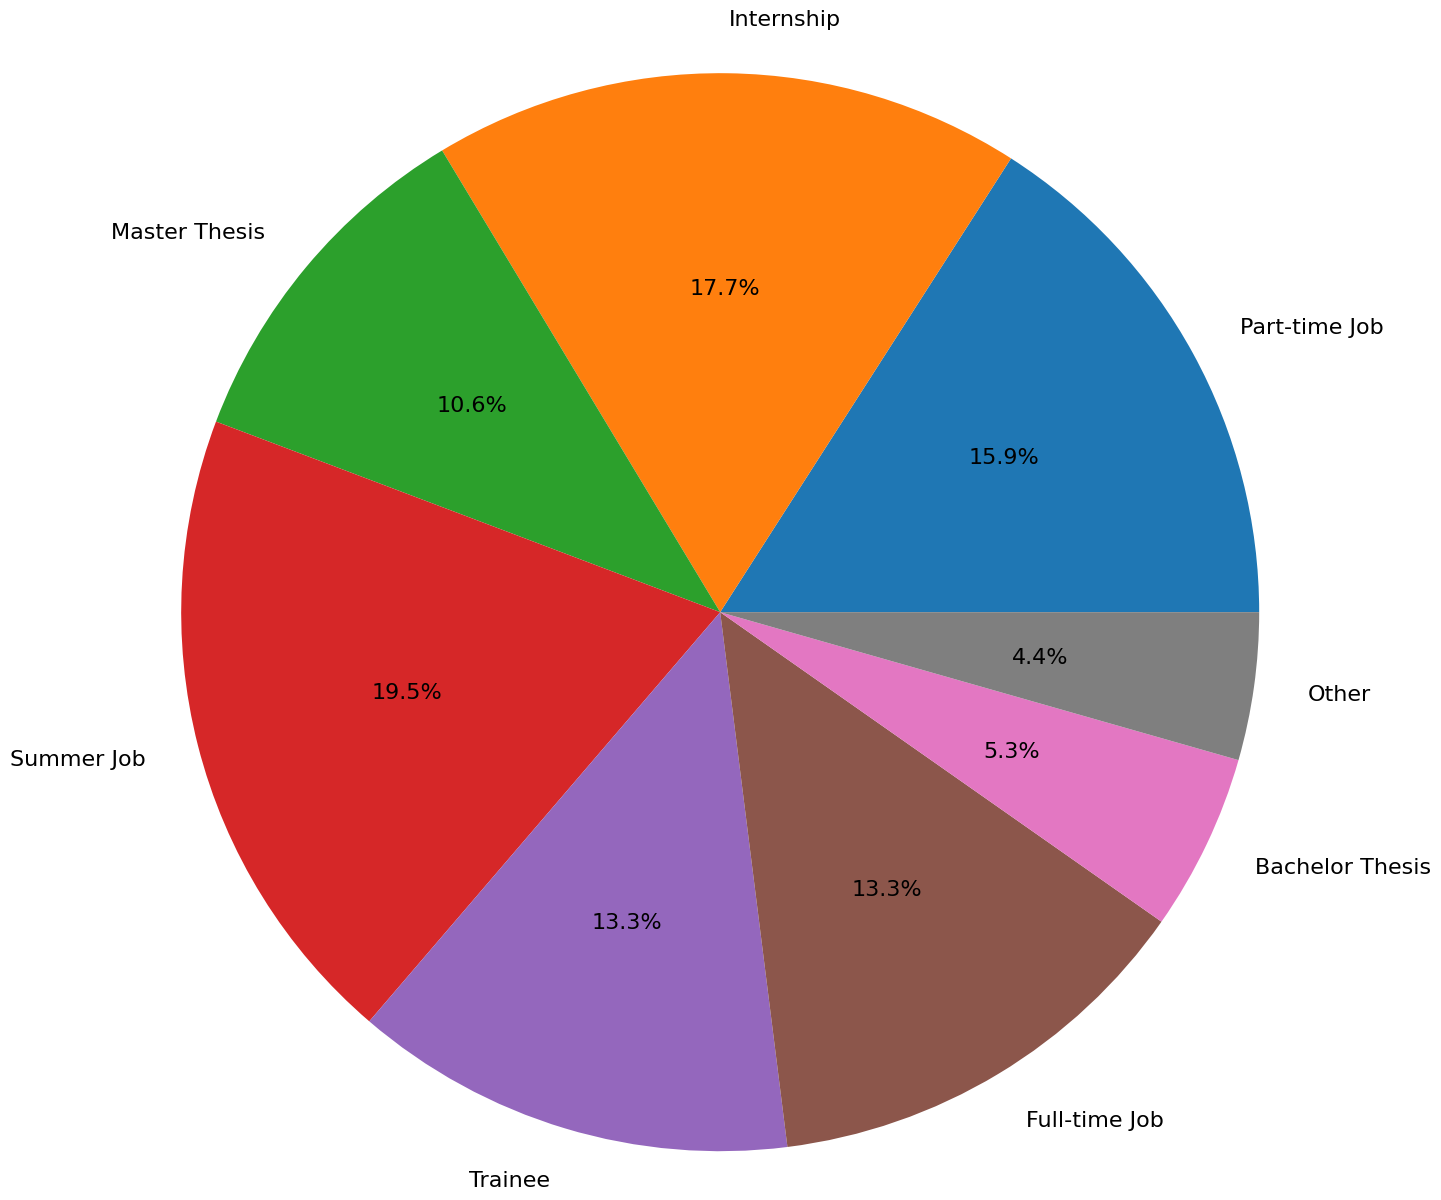 Internship
Master Thesis
Part-time Job
17.7%
10.6%
15.9%
19.5%
4.4%
Other
Summer Job
5.3%
Bachelor Thesis
13.3%
13.3%
Full-time Job
Trainee